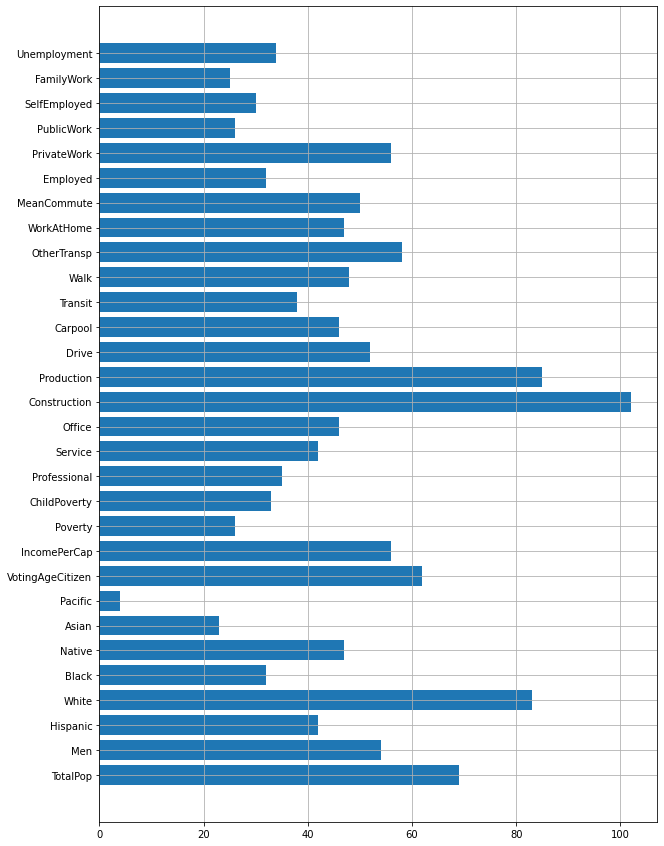 Unemployment
FamilyWork
SelfEmployed
PublicWork
PrivateWork
Employed
MeanCommute
WorkAtHome
OtherTransp
Walk
Transit
Carpool
Drive
Production
Construction
Office
Service
Professional
ChildPoverty
Poverty
IncomePerCap
VotingAgeCitizen
Pacific
Asian
Native
Black
White
Hispanic
Men
TotalPop
0 20 40 60 80 100